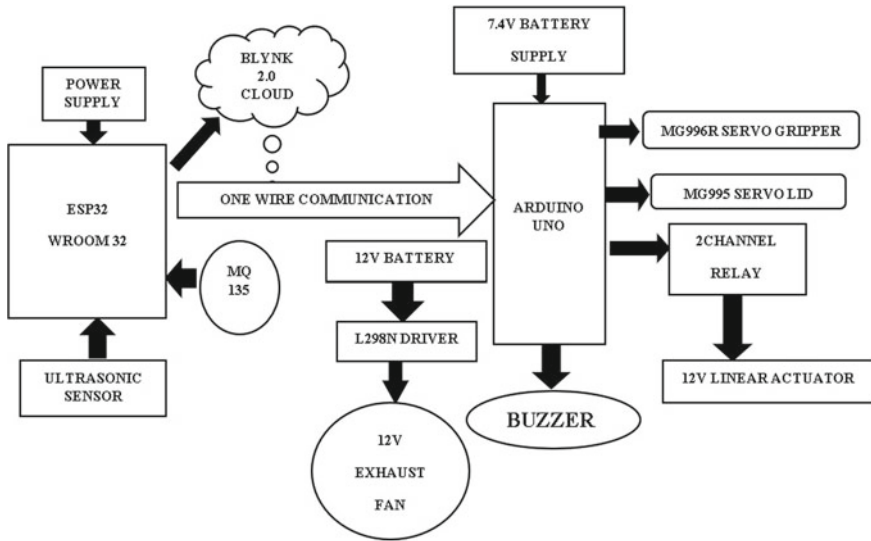 7.4V BATTERY
SUPPLY
BLYNK
2.0
CLOUD
POWER
SUPPLY
MG996R SERVO GRIPPER
ESP32
WROOM 32
ONE WIRE COMMUNICATION
ARDUINO
UNO
MG995 SERVO LID
2CHANNEL
RELAY
MQ
135
12V BATTERY
L298N DRIVER
ULTRASONIC
SENSOR
12V LINEAR ACTUATOR
BUZZER
12V
EXHAUST
FAN